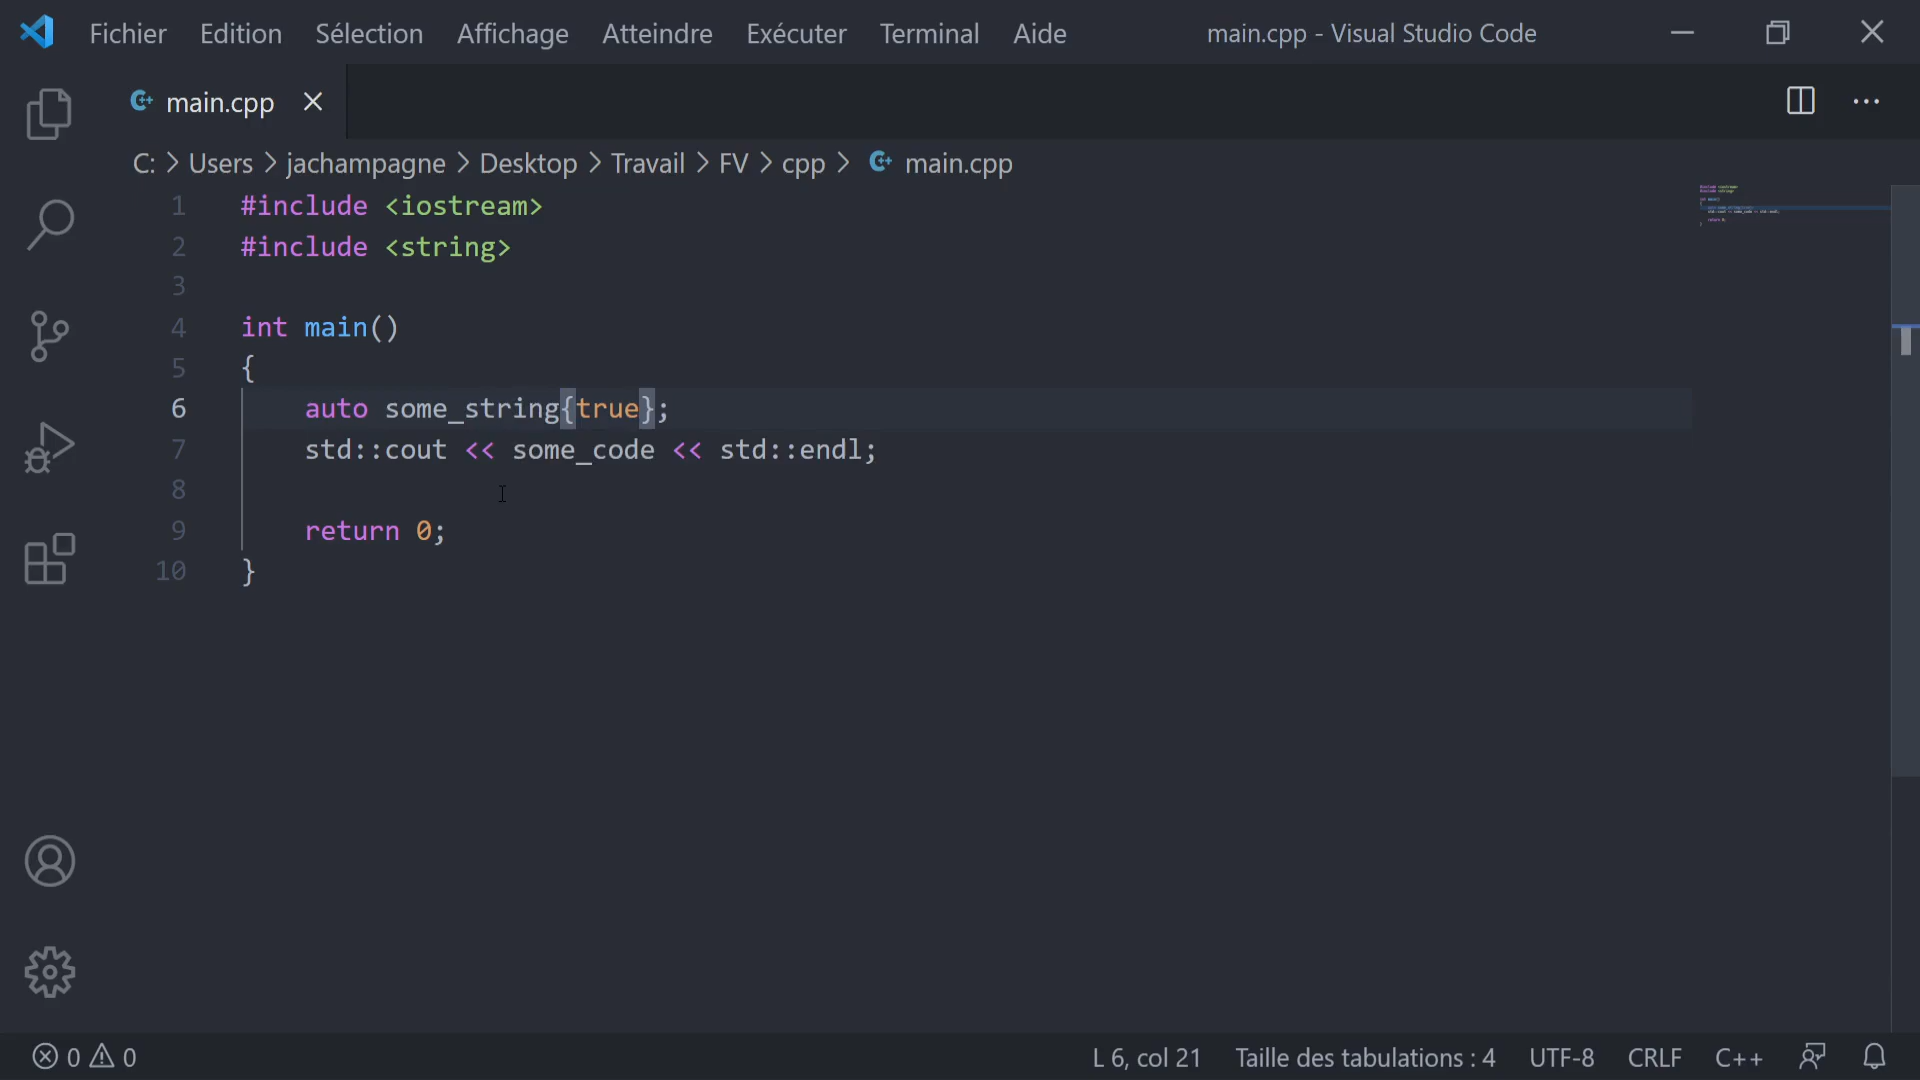 Fichier Edition Sélection Affichage Atteindre Exécuter Terminal Aide main.cpp - Visual Studio Code
main.cpp
C: > Users > jachampagne > Desktop > Travail > FV > cpp > main.cpp
1 #include <iostream>
2 #include <string>
3
4 int main()
5 {
6 auto some_string{true};
7 std::cout << some_code << std::endl;
8
9 return 0;
10 }
0 0 L 6, col 21 Taille des tabulations : 4 UTF-8 CRLF C++